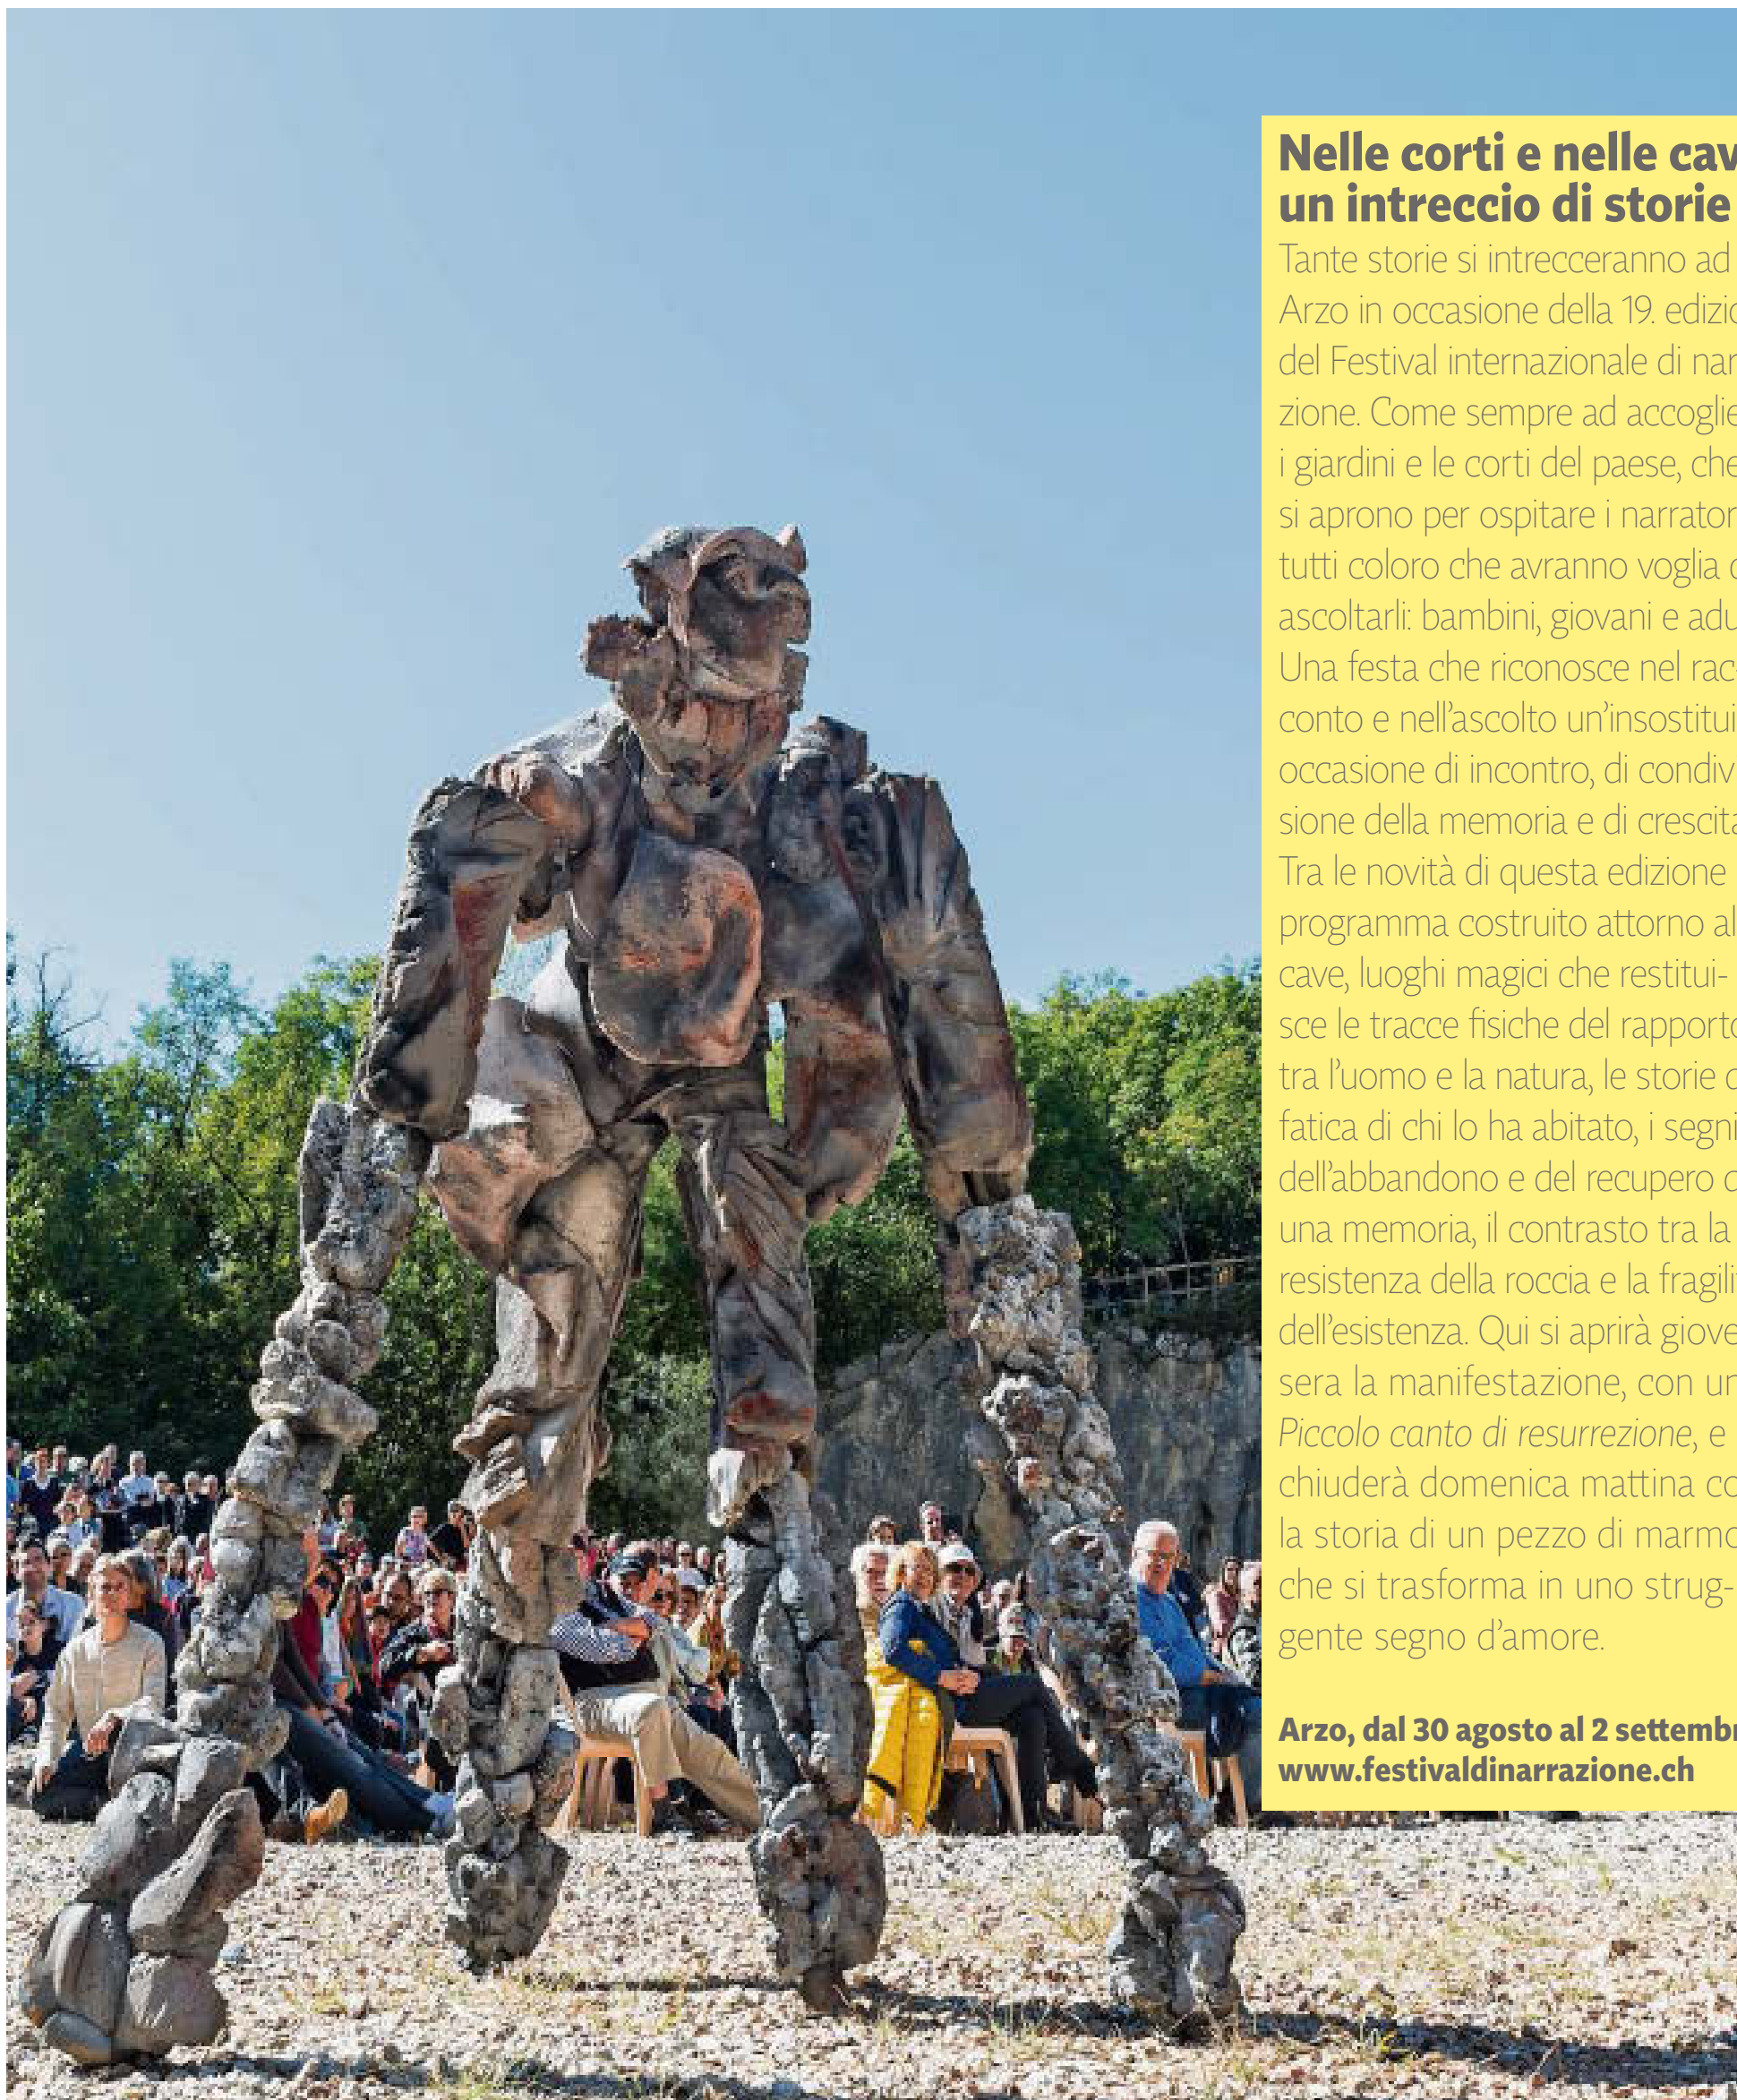 Nelle corti e nelle cav
un intreccio di storie
Tante storie si intrecceranno ad
Arzo in occasione della 19. edizio
del Festival internazionale di nar
zione. Come sempre ad accoglie
i giardini e le corti del paese, che
si aprono per ospitare i narrator
tutti coloro che avranno voglia d
ascoltarli: bambini, giovani e adu
Una festa che riconosce nel rac-
conto e nell’ascolto un’insostitui
occasione di incontro, di condiv
sione della memoria e di crescita
Tra le novità di questa edizione
programma costruito attorno al
cave, luoghi magici che restitui-
sce le tracce fisiche del rapporto
tra l’uomo e la natura, le storie d
fatica di chi lo ha abitato, i segni
dell’abbandono e del recupero d
una memoria, il contrasto tra la
resistenza della roccia e la fragili
dell’esistenza. Qui si aprirà giove
sera la manifestazione, con un
Piccolo canto di resurrezione, e
chiuderà domenica mattina co
la storia di un pezzo di marmo
che si trasforma in uno strug-
gente segno d’amore.
Arzo, dal 30 agosto al 2 settembr
www.festivaldinarrazione.ch